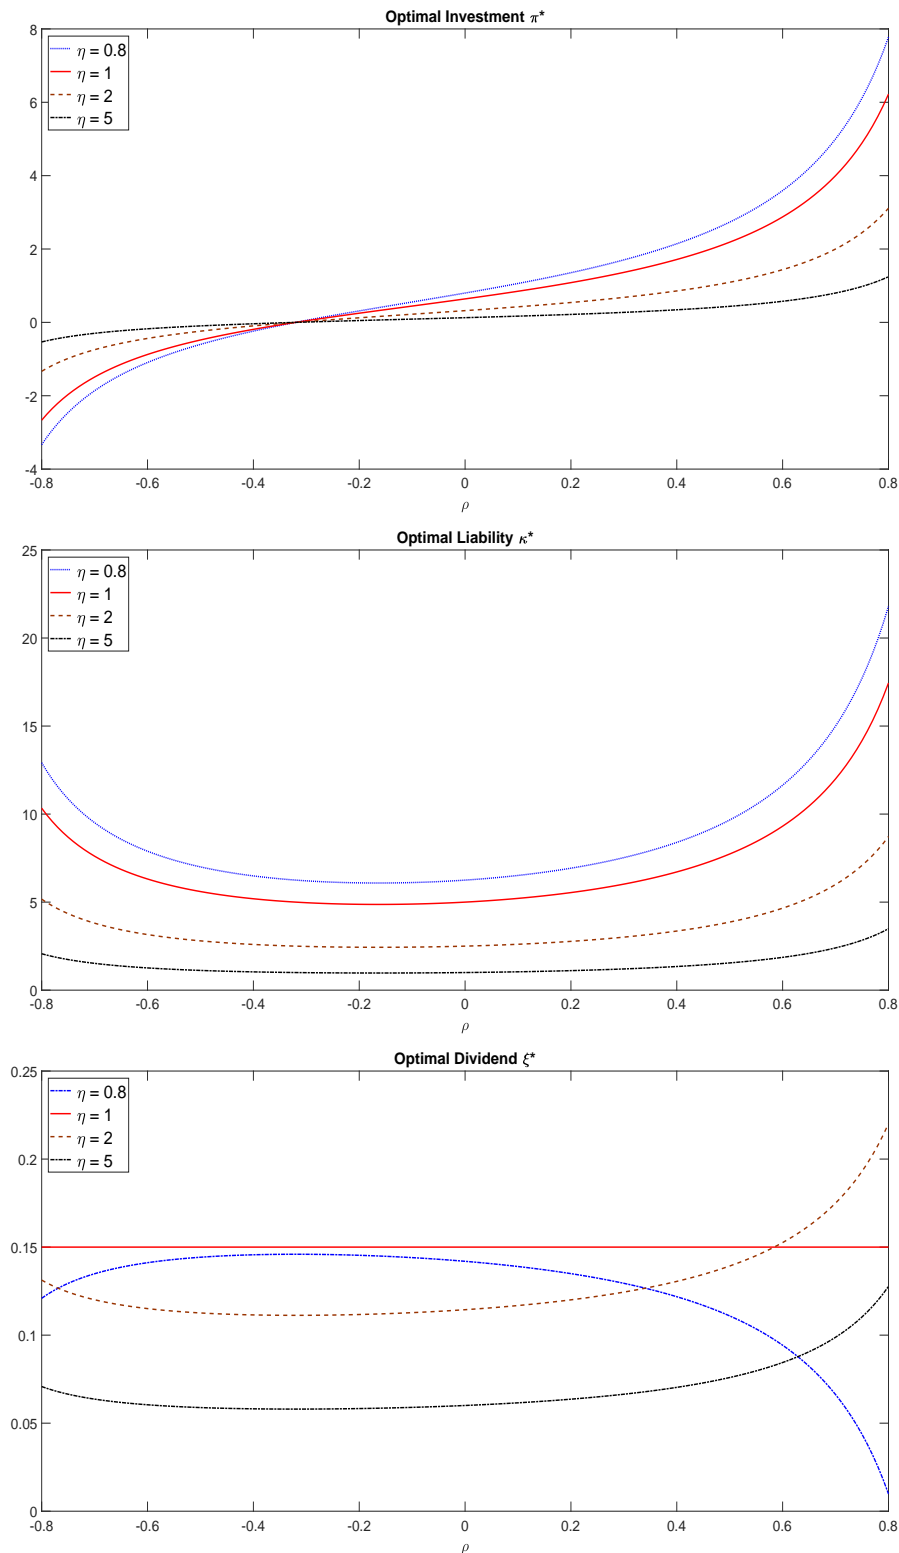 Optimal Investment π*
η = 0.8
η = 1
η = 2
η = 5
8
6
4
2
0
-2
-4
-0.8 -0.6 -0.4 -0.2 0 0.2 0.4 0.6 0.8
ρ
Optimal Liability κ*
η = 0.8
η = 1
η = 2
η = 5
25
20
15
10
5
0
-0.8 -0.6 -0.4 -0.2 0 0.2 0.4 0.6 0.8
ρ
Optimal Dividend ξ*
η = 0.8
η = 1
η = 2
η = 5
0.25
0.2
0.15
0.1
0.05
0
-0.8 -0.6 -0.4 -0.2 0 0.2 0.4 0.6 0.8
ρ